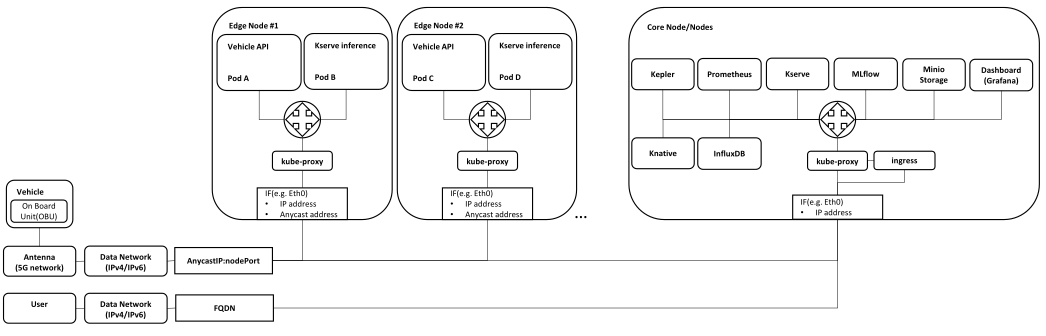 Edge Node #1
Vehicle API
Pod A
Kserve inference
Pod B
kube-proxy
IF(e.g. Eth0)
• IP address
• Anycast address
Edge Node #2
Vehicle API
Pod C
Kserve inference
Pod D
kube-proxy
IF(e.g. Eth0)
• IP address
• Anycast address
...
Core Node/Nodes
Kepler
Prometheus
Kserve
MLflow
Minio
Storage
Dashboard
(Grafana)
Knative
InfluxDB
kube-proxy
ingress
IF(e.g. Eth0)
• IP address
Vehicle
On Board
Unit(OBU)
Antenna
(5G network)
Data Network
(IPv4/IPv6)
AnycastIP:nodePort
User
Data Network
(IPv4/IPv6)
FQDN